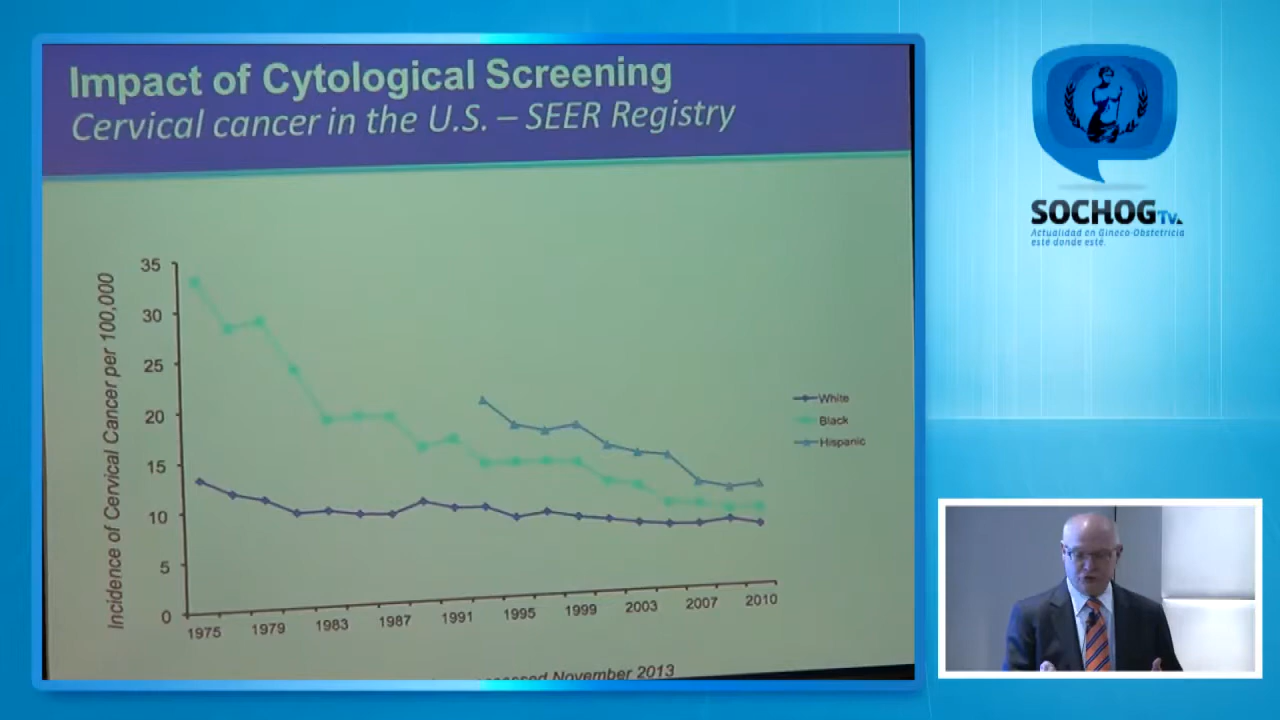 Impact of Cytological Screening
Cervical cancer in the U.S. – SEER Registry
Incidence of Cervical Cancer per 100,000
35
30
25
20
15
10
5
0
1975 1979 1983 1987 1991 1995 1999 2003 2007 2010
White
Black
Hispanic
November 2013
SOCHOG Tv.
Actualidad en Gineco-Obstetricia
esté donde esté.